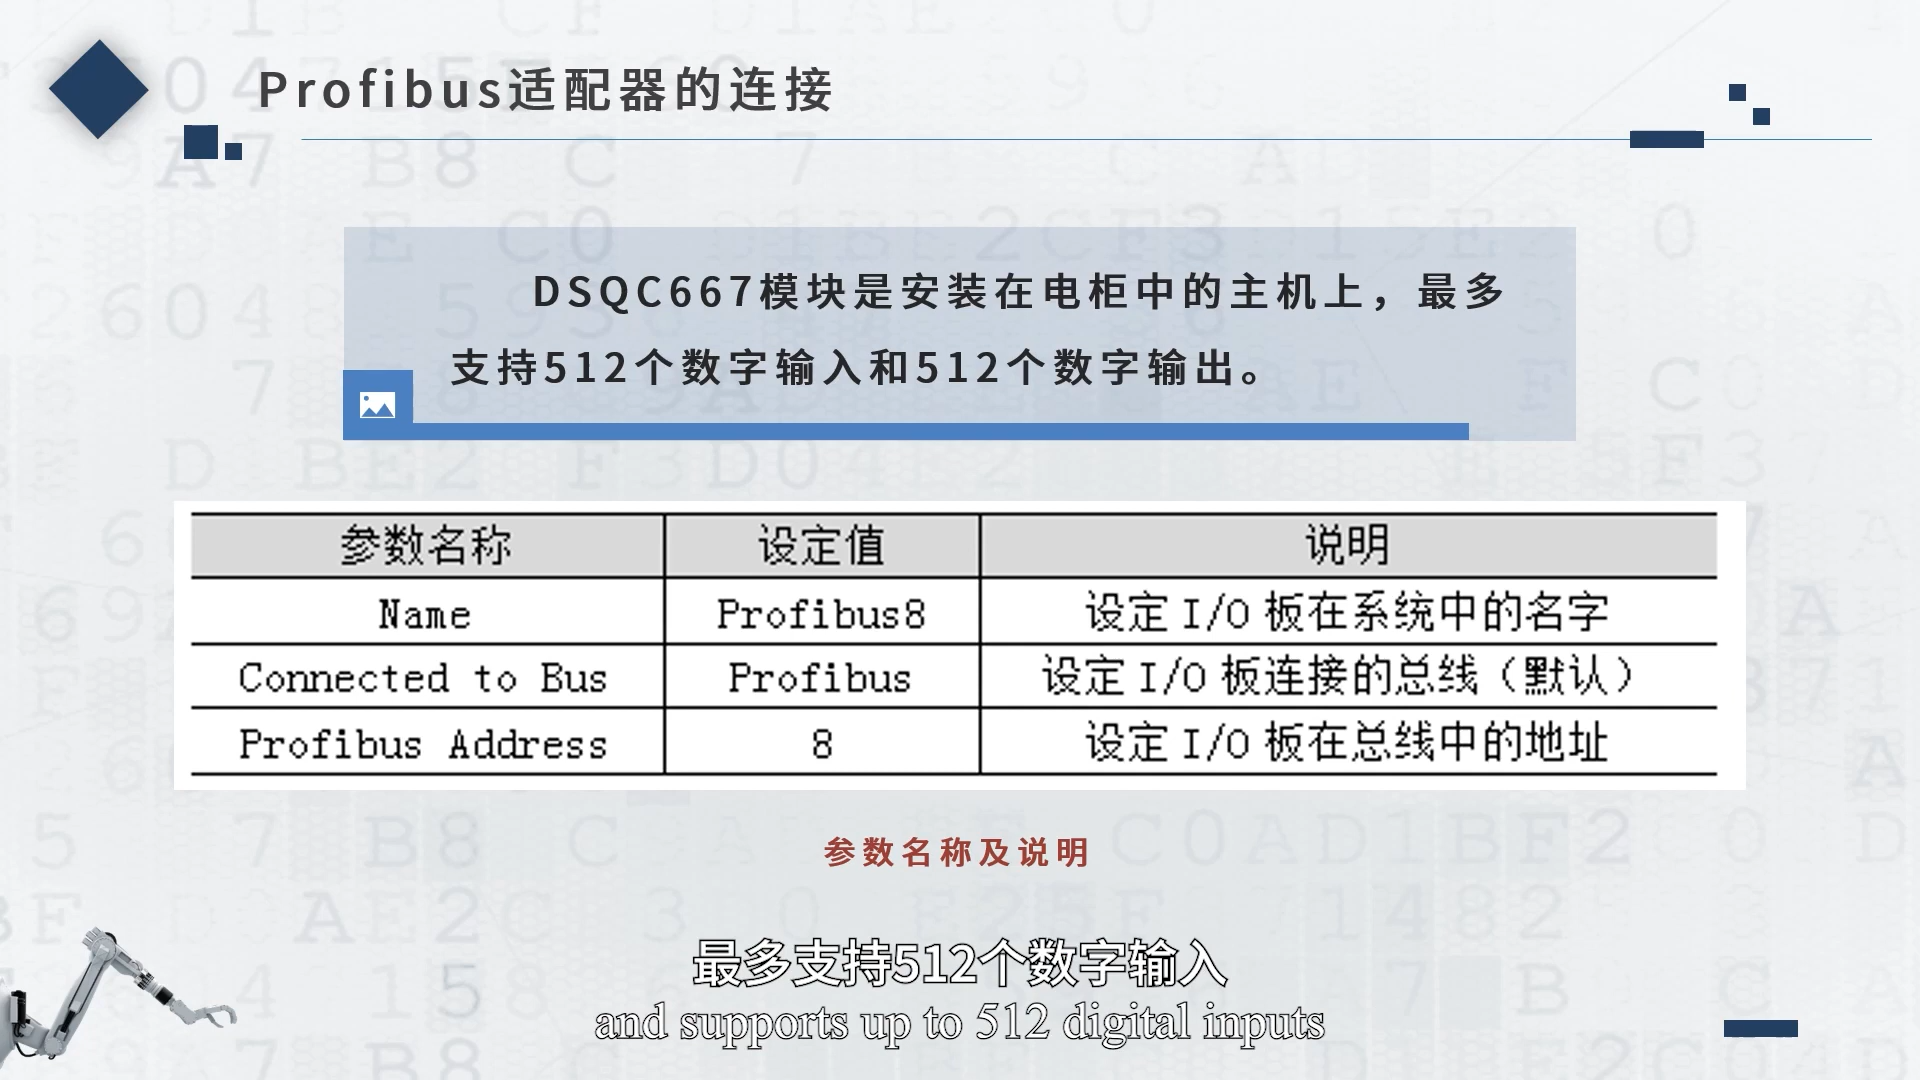 Profibus适配器的连接
DSQC667模块是安装在电柜中的主机上，最多
支持512个数字输入和512个数字输出。
参数名称 设定值 说明
Name Profibus8 设定 I/O 板在系统中的名字
Connected to Bus Profibus 设定 I/O 板连接的总线（默认）
Profibus Address 8 设定 I/O 板在总线中的地址
参数名称及说明
最多支持512个数字输入
and supports up to 512 digital inputs